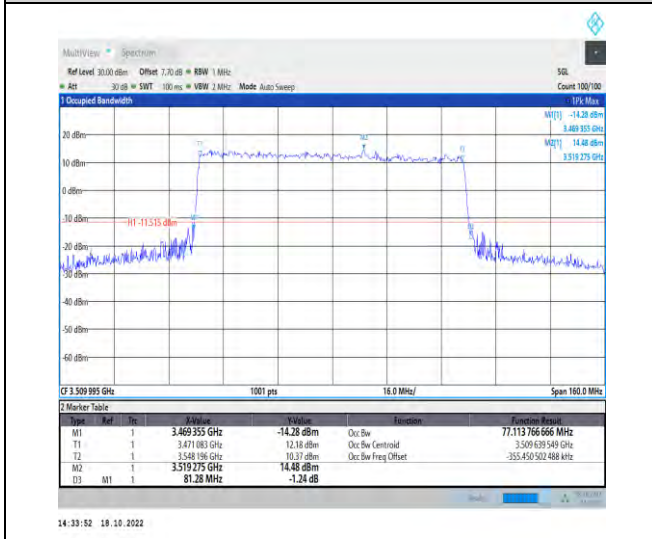 MultiView Spectrum
Ref Level 30.00 dBm Offset 7.70 dB RBW 1 MHz SGL
Att 30 dB SWT 100 ms VBW 2 MHz Mode Auto Sweep Count 100/100
1 Occupied Bandwidth 1Pk Max
M1[1] -14.28 dBm
3.469 355 GHz
M2[1] 14.48 dBm
3.519 275 GHz
20 dBm
M2
10 dBm
0 dBm
-10 dBm
H1 -11.515 dBm
-20 dBm
-30 dBm
-40 dBm
-50 dBm
-60 dBm
CF 3.509 995 GHz 1001 pts 16.0 MHz/ Span 160.0 MHz
2 Marker Table
Type Ref Trc X-Value Y-Value Function Function Result
M1 1 3.469 355 GHz -14.28 dBm Occ Bw 77.113 766 666 MHz
T1 1 3.471 083 GHz 12.18 dBm Occ Bw Centroid 3.509 639 549 GHz
T2 1 3.548 196 GHz 10.37 dBm Occ Bw Freq Offset -355.450 502 488 kHz
M2 1 3.519 275 GHz 14.48 dBm
D3 M1 1 81.28 MHz -1.24 dB
14:33:52 18.10.2022